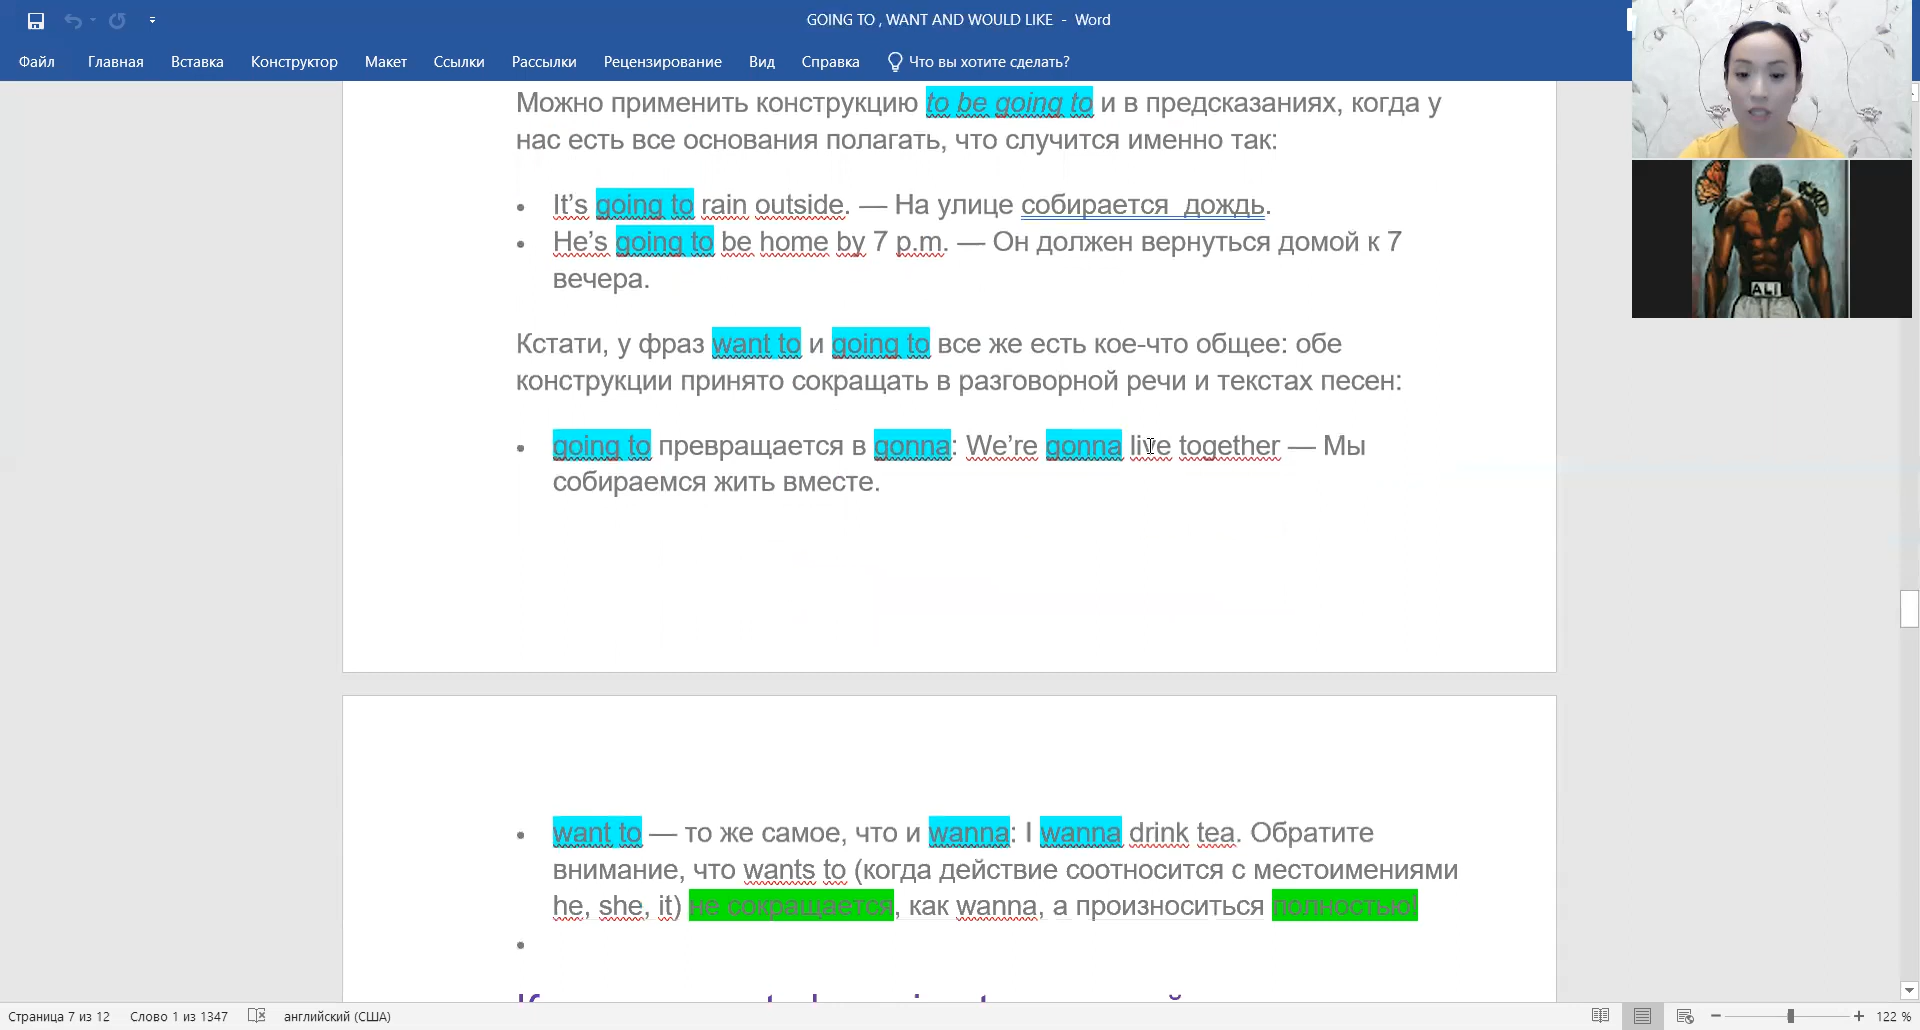 GOING TO , WANT AND WOULD LIKE - Word
Файл Главная Вставка Конструктор Макет Ссылки Рассылки Рецензирование Вид Справка Что вы хотите сделать?
Можно применить конструкцию to be going to и в предсказаниях, когда у
нас есть все основания полагать, что случится именно так:
• It's going to rain outside. — На улице собирается дождь.
• He's going to be home by 7 p.m. — Он должен вернуться домой к 7
вечера.
Кстати, у фраз want to и going to все же есть кое-что общее: обе
конструкции принято сокращать в разговорной речи и текстах песен:
• going to превращается в gonna: We're gonna live together — Мы
собираемся жить вместе.
ALI
• want to — то же самое, что и wanna: I wanna drink tea. Обратите
внимание, что wants to (когда действие соотносится с местоимениями
he, she, it) не сокращается, как wanna, а произноситься полностью.
•
Страница 7 из 12 Слово 1 из 1347 английский (США) 122 %